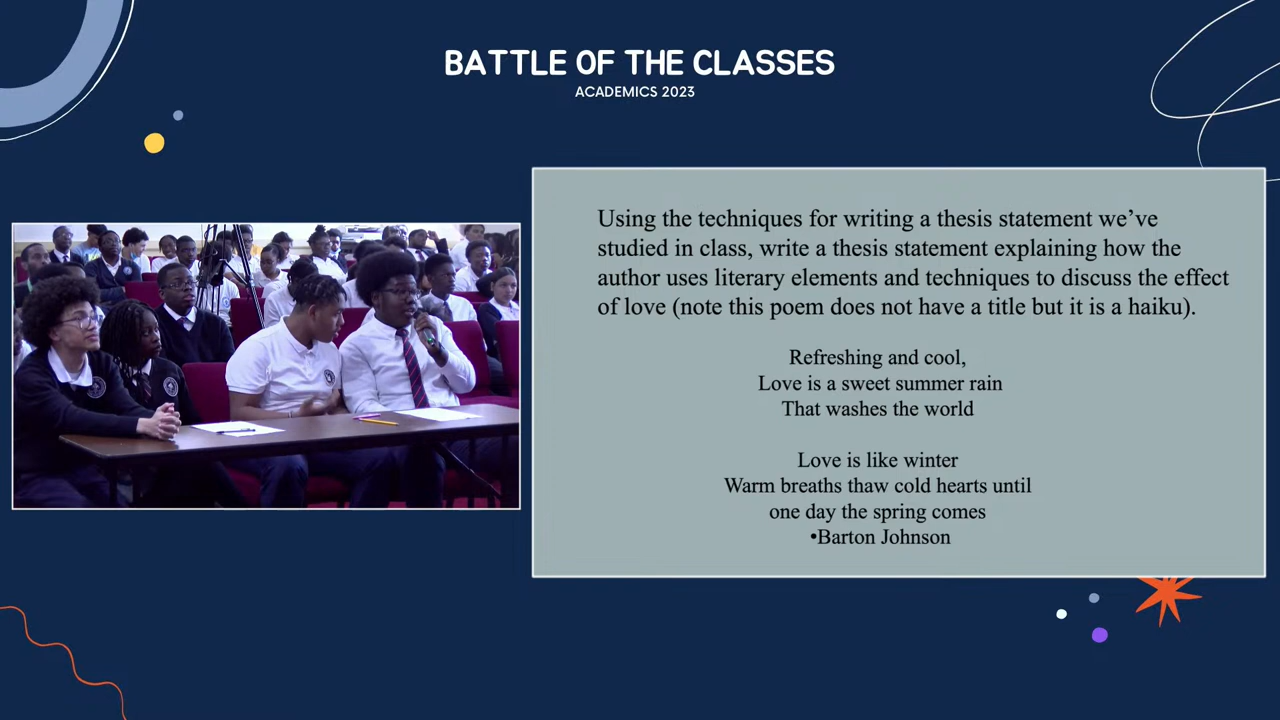 BATTLE OF THE CLASSES
ACADEMICS 2023
Using the techniques for writing a thesis statement we’ve
studied in class, write a thesis statement explaining how the
author uses literary elements and techniques to discuss the effect
of love (note this poem does not have a title but it is a haiku).
Refreshing and cool,
Love is a sweet summer rain
That washes the world
Love is like winter
Warm breaths thaw cold hearts until
one day the spring comes
•Barton Johnson